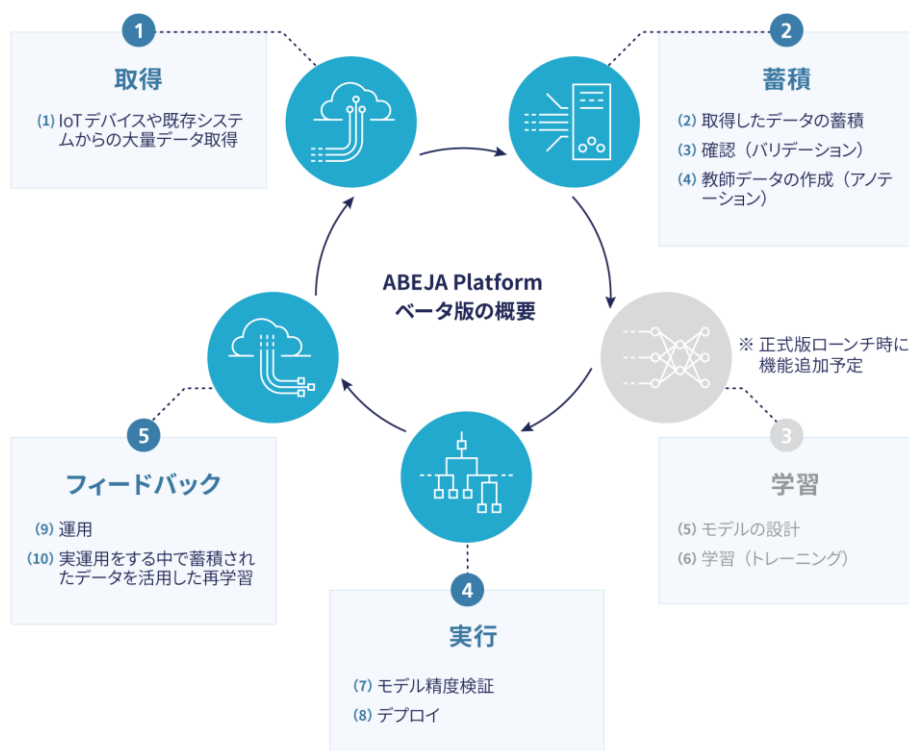 1
取得
(1) IoTデバイスや既存システ
ムからの大量データ取得
2
蓄積
(2) 取得したデータの蓄積
(3) 確認（バリデーション）
(4) 教師データの作成（アノテ
ーション）
ABEJA Platform
ベータ版の概要
※ 正式版ローンチ時に
機能追加予定
3
学習
(5) モデルの設計
(6) 学習（トレーニング）
4
実行
(7) モデル精度検証
(8) デプロイ
5
フィードバック
(9) 運用
(10) 実運用をする中で蓄積され
たデータを活用した再学習